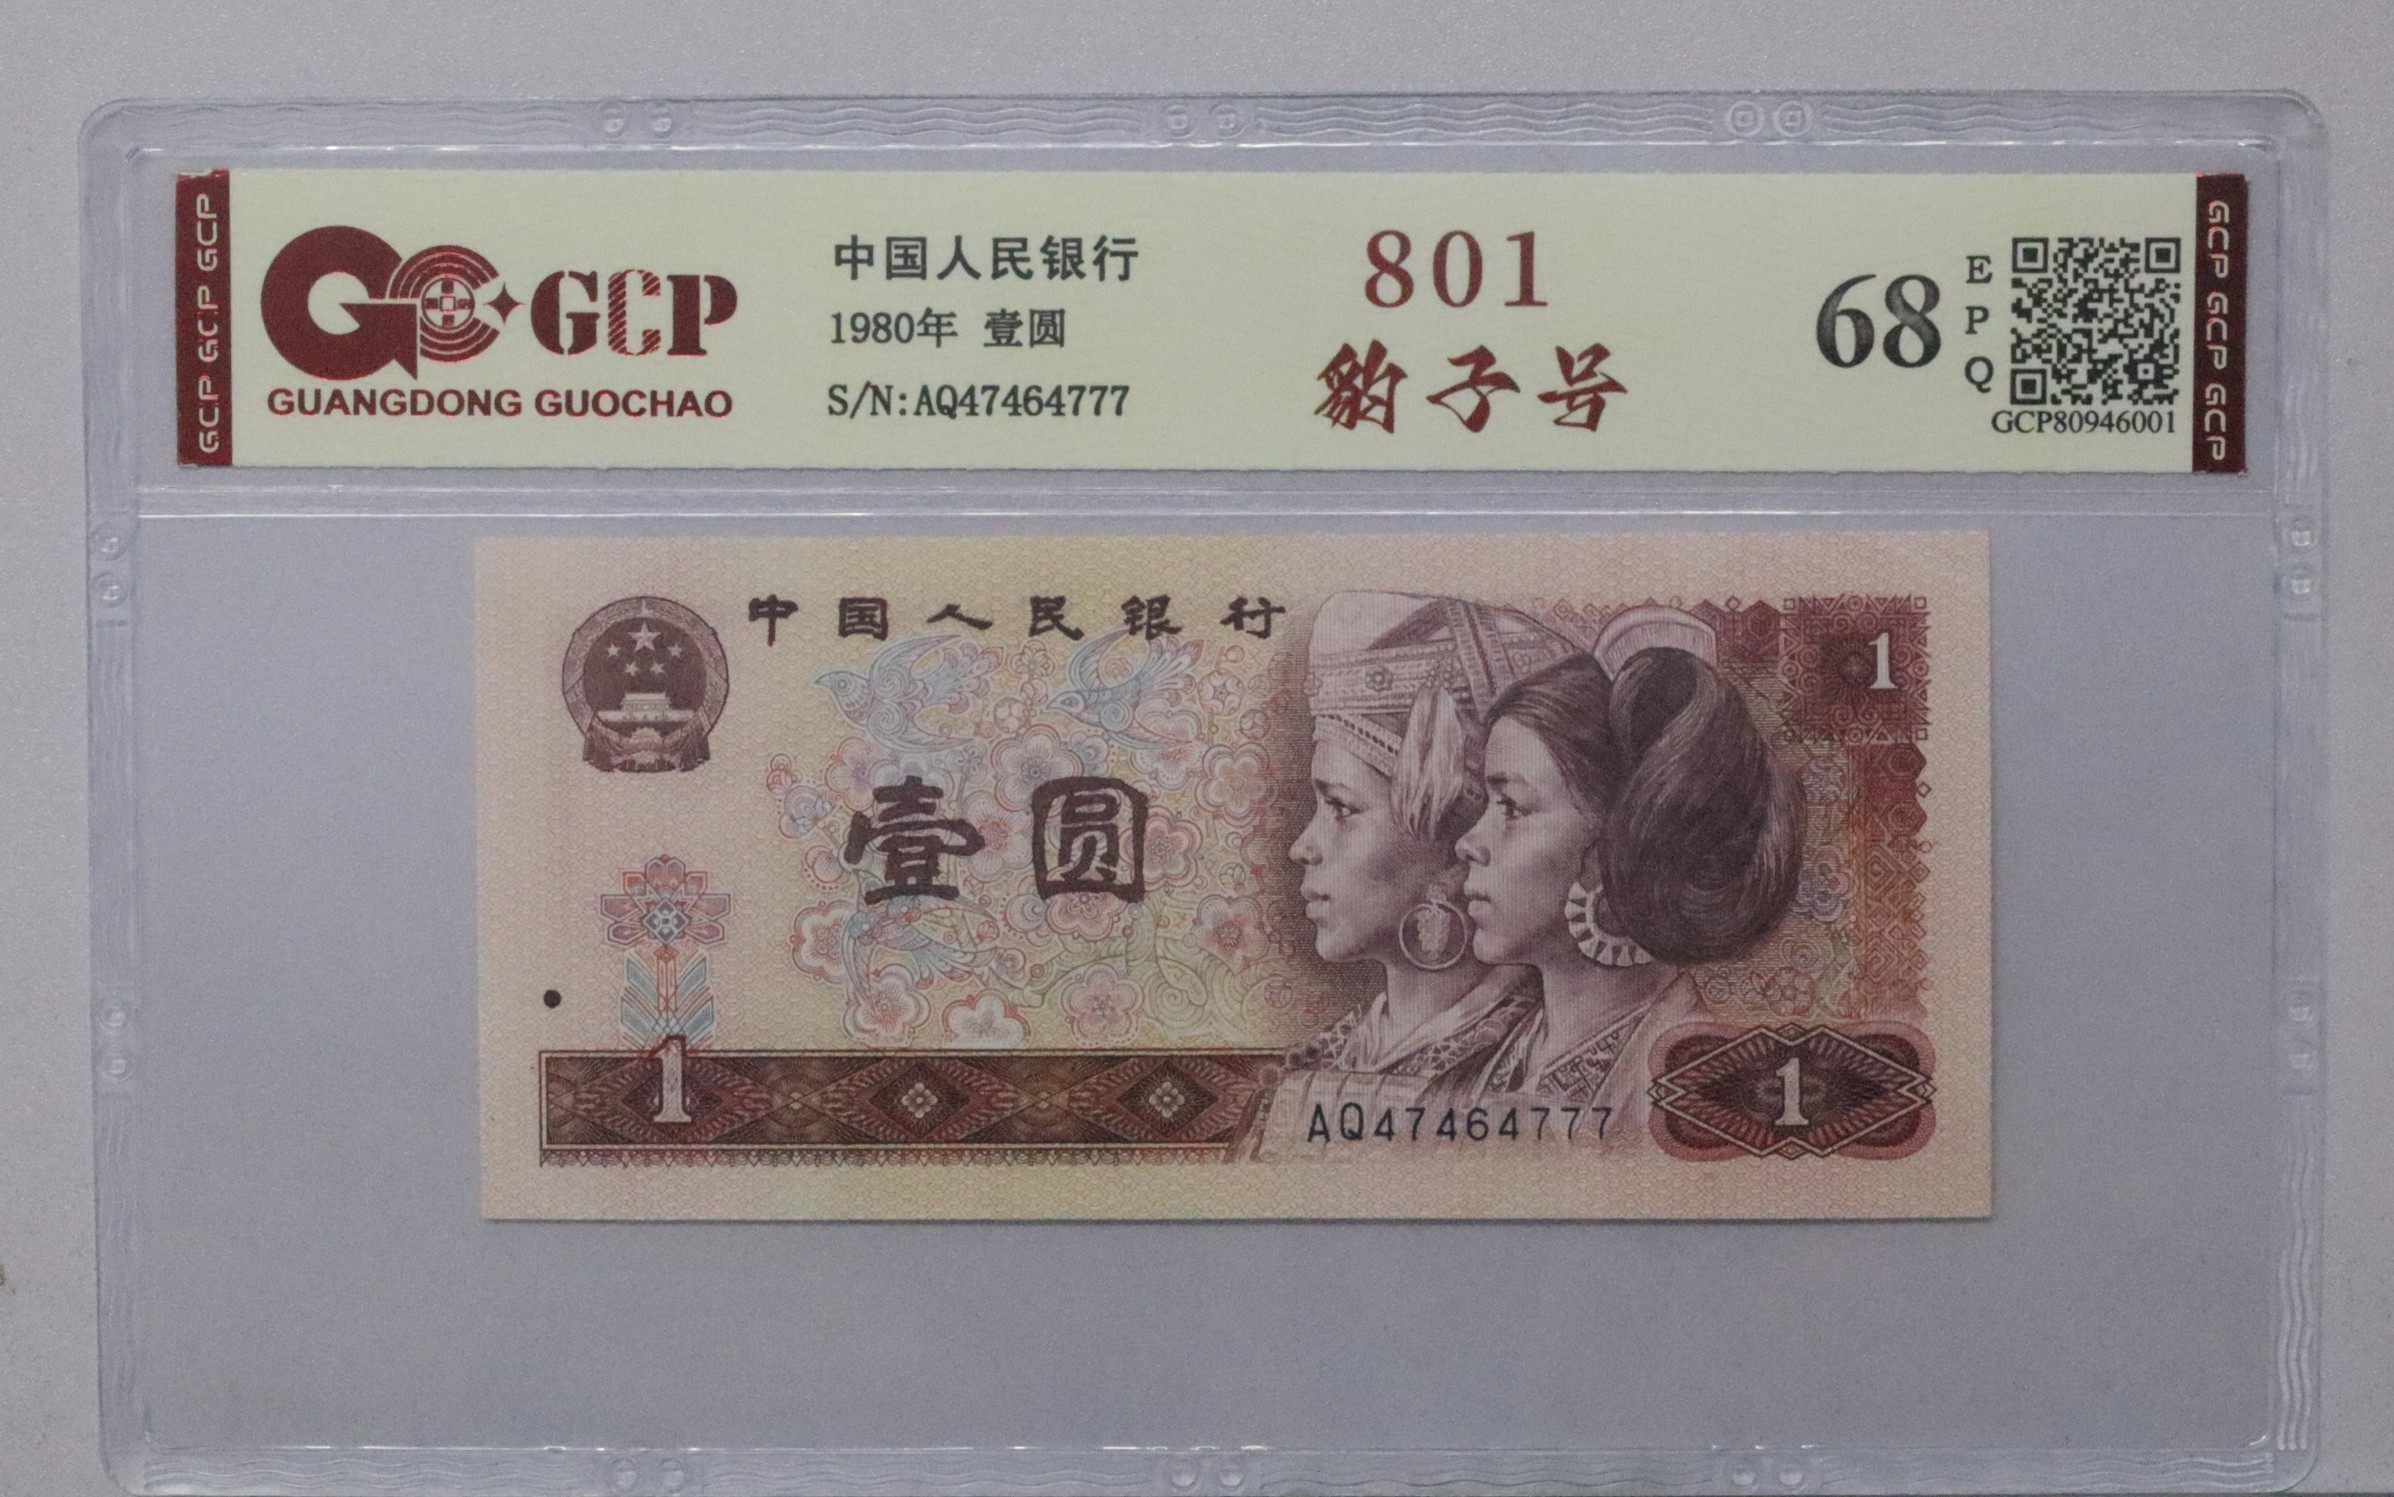 GCP GCP GCP
GCP
GUANGDONG GUOCHAO
中国人民银行
1980年 壹圆
S/N:AQ47464777
801
豹子号
68
EPQ
GCP80946001
GCP GCP GCP
中国人民银行
1
壹圆
1
1
AQ47464777